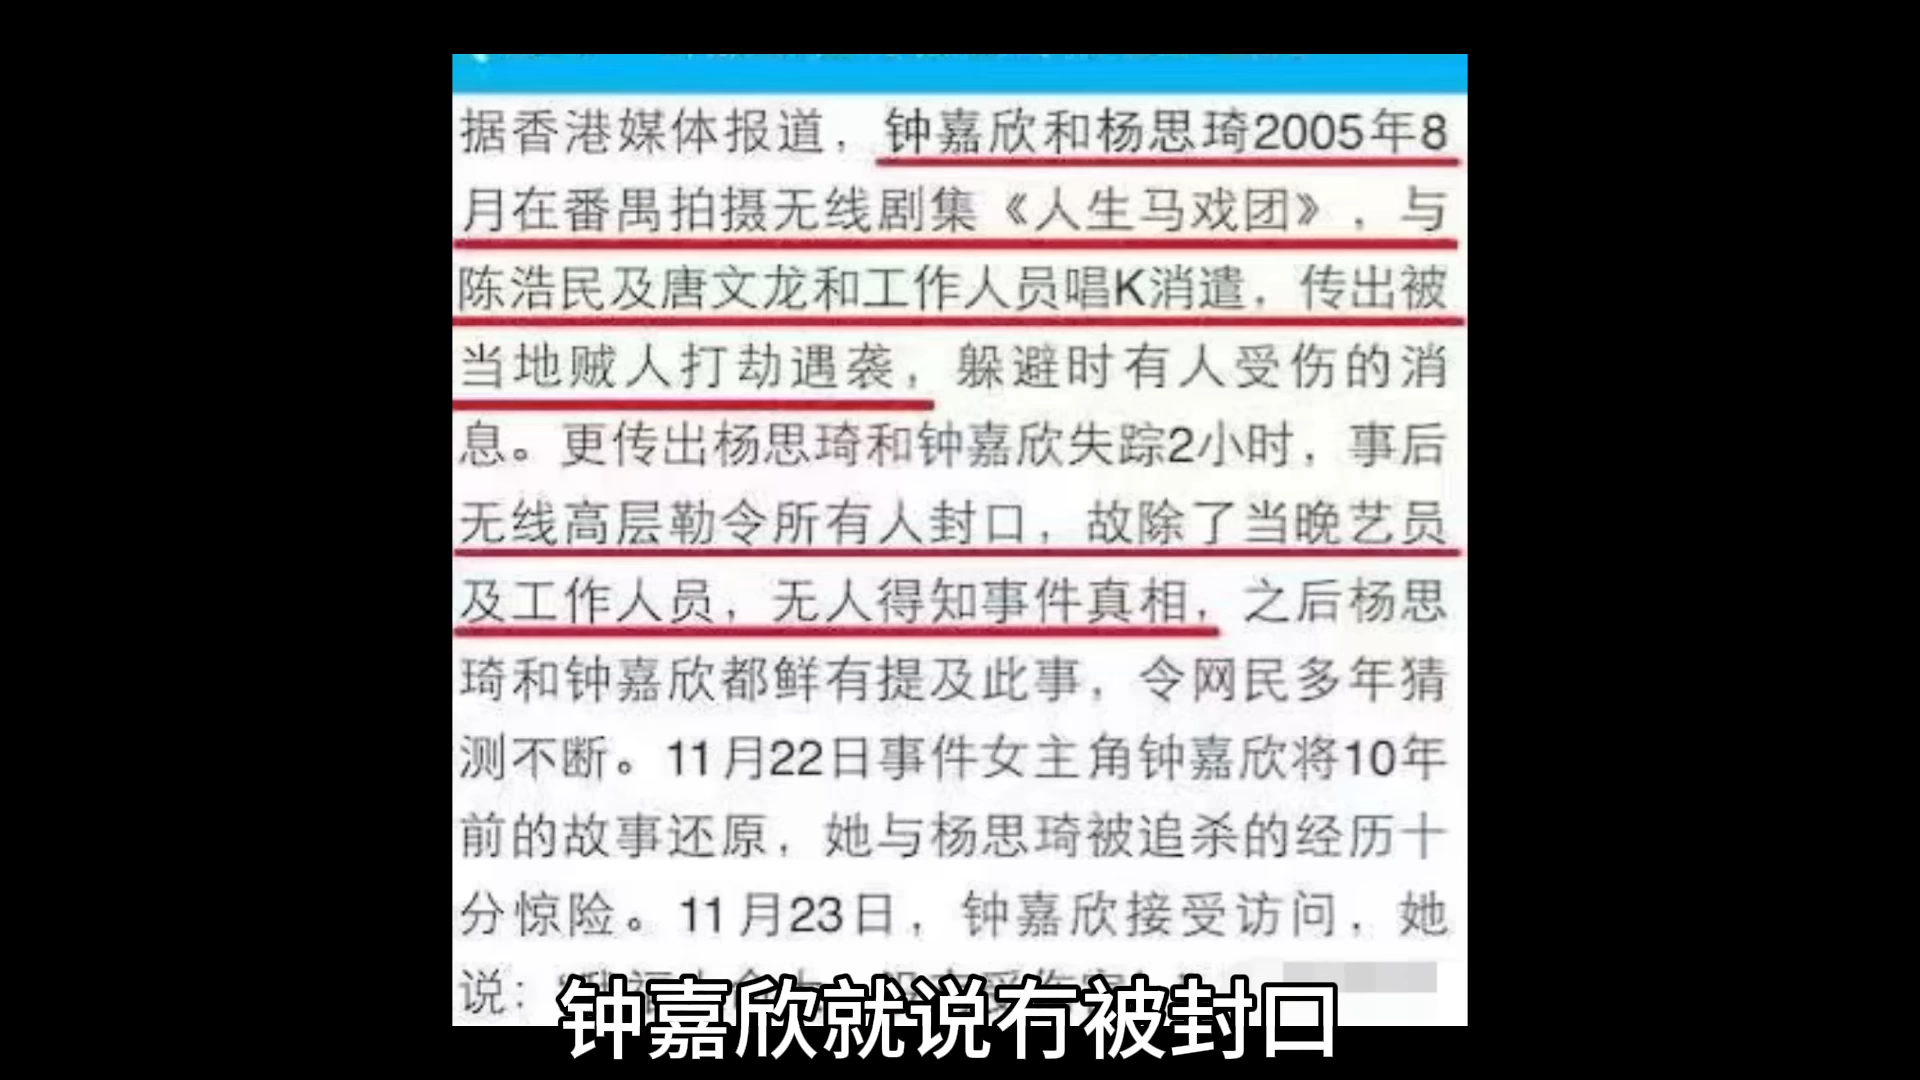 据香港媒体报道，钟嘉欣和杨思琦2005年8
月在番禺拍摄无线剧集《人生马戏团》，与
陈浩民及唐文龙和工作人员唱K消遣，传出被
当地贼人打劫遇袭，躲避时有人受伤的消
息。更传出杨思琦和钟嘉欣失踪2小时，事后
无线高层勒令所有人封口，故除了当晚艺员
及工作人员，无人得知事件真相，之后杨思
琦和钟嘉欣都鲜有提及此事，令网民多年猜
测不断。11月22日事件女主角钟嘉欣将10年
前的故事还原，她与杨思琦被追杀的经历十
分惊险。11月23日，钟嘉欣接受访问，她
说：
钟嘉欣就说冇被封口